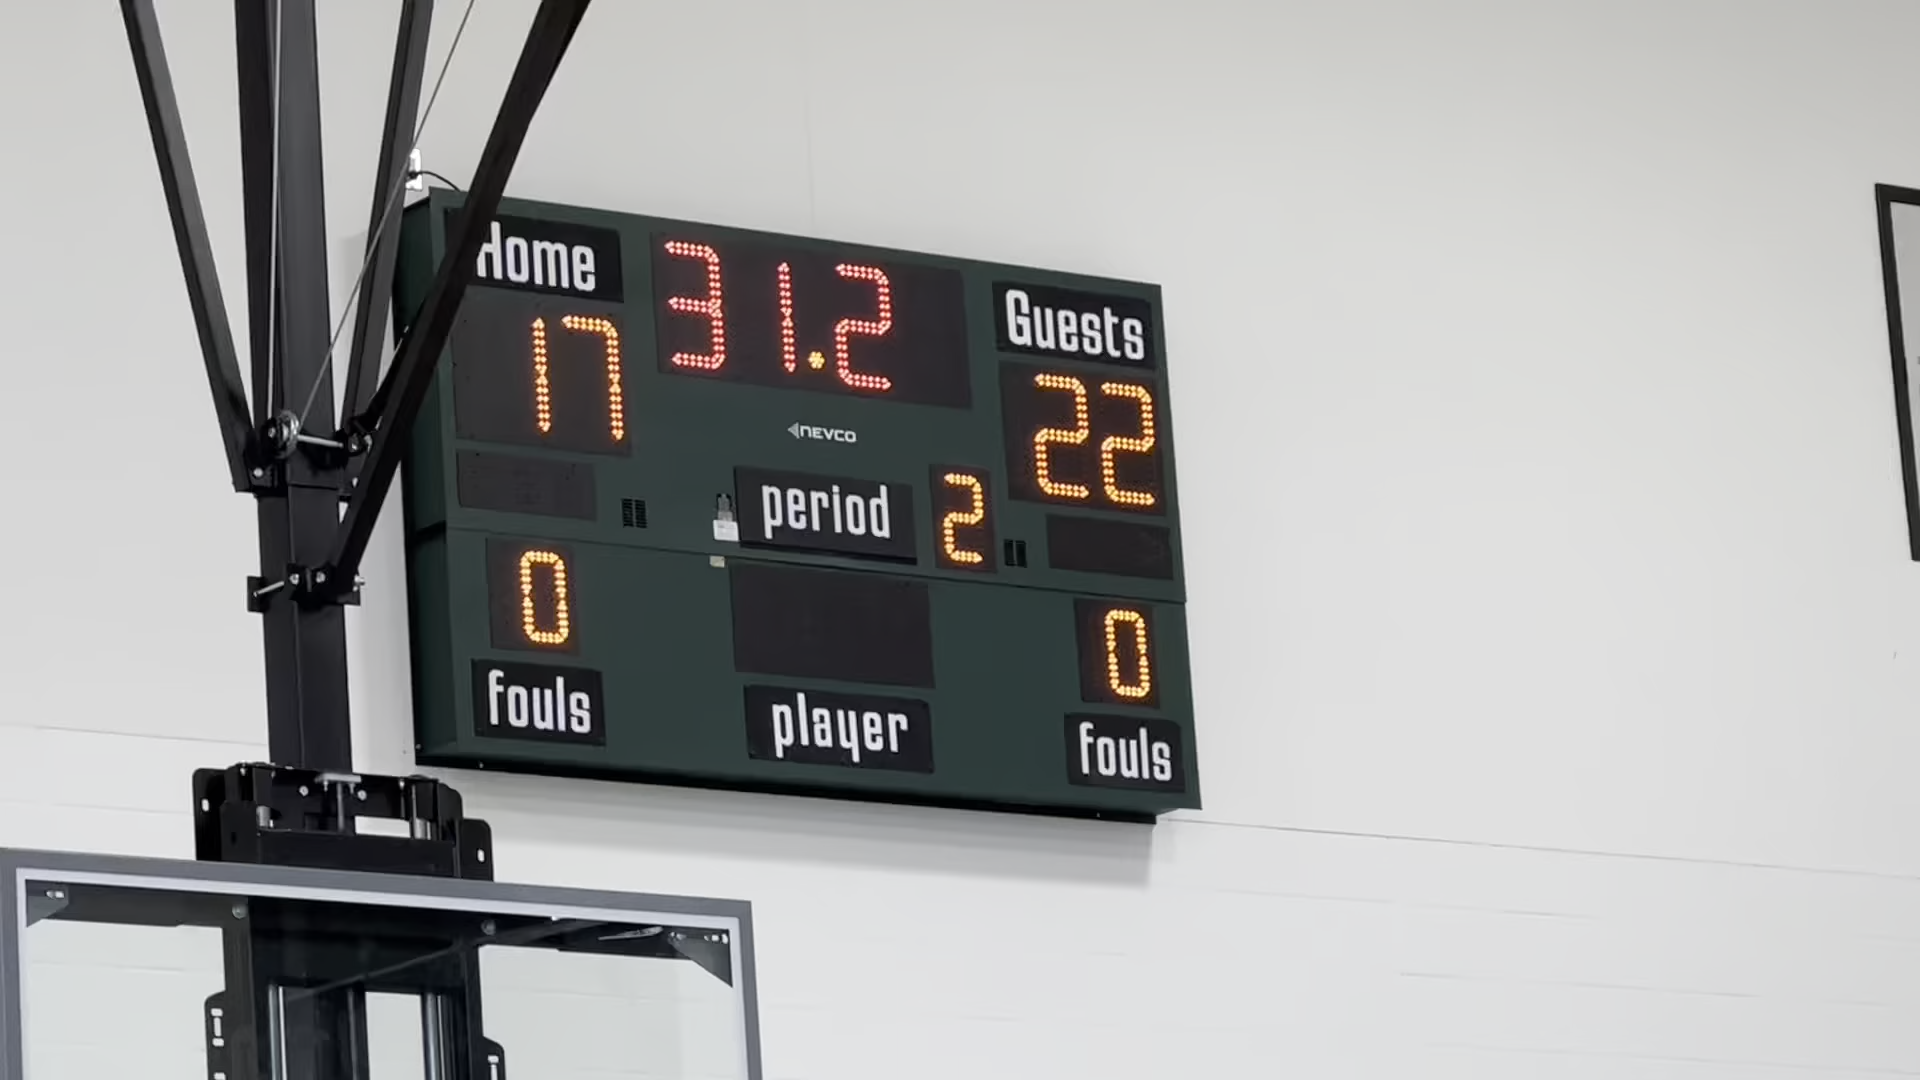 Home
31.2
Guests
17
22
NEVCO
period 2
0
0
fouls
player
fouls